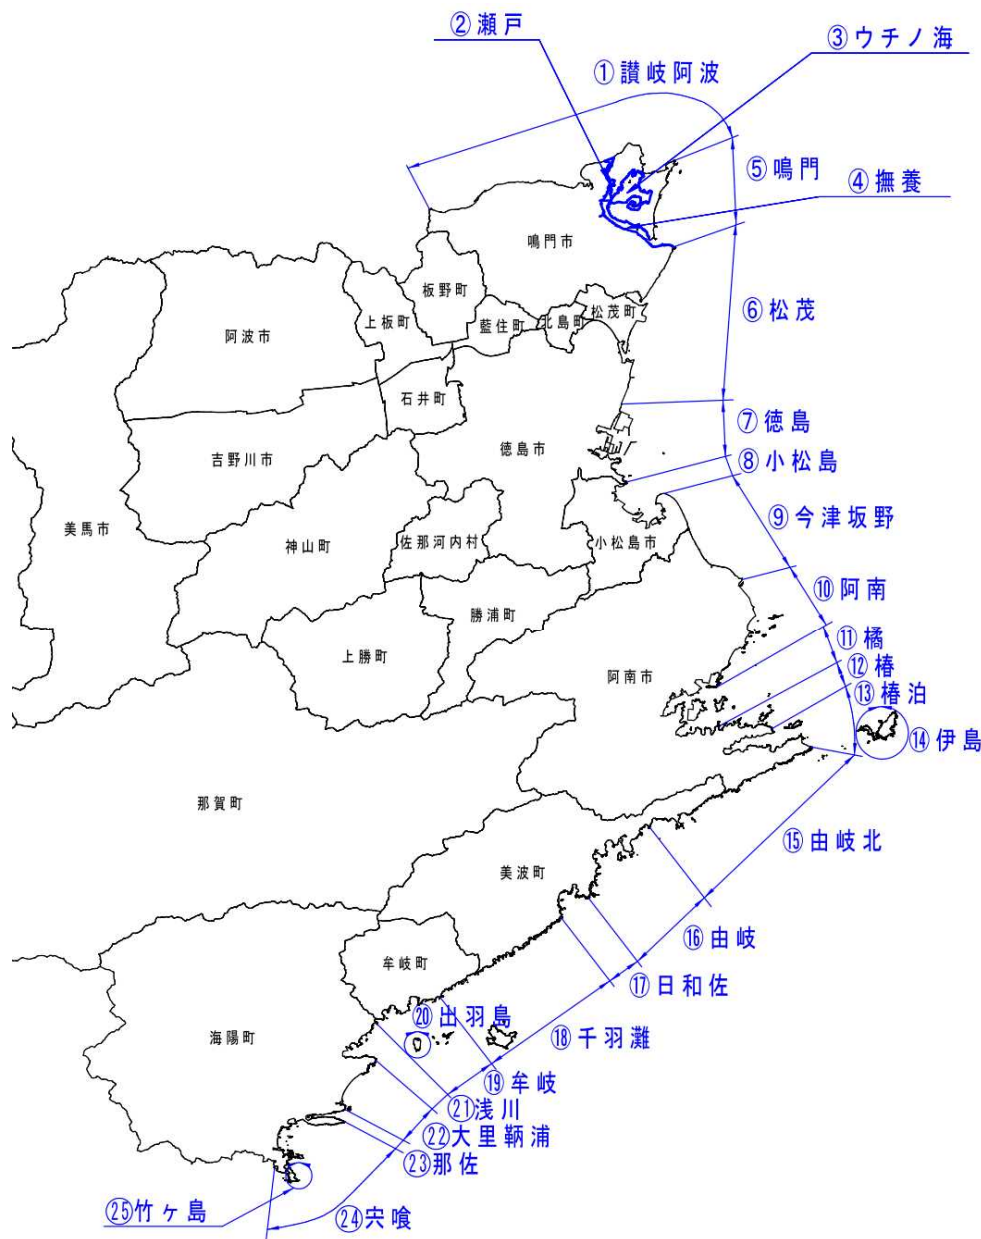 ②瀬戸
③ウチノ海
①讃岐阿波
⑤鳴門
④撫養
鳴門市
板野町
松茂町
⑥松茂
上板町
藍住町
北島町
阿波市
石井町
⑦徳島
徳島市
吉野川市
⑧小松島
⑨今津坂野
美馬市
神山町
佐那河内村
小松島市
⑩阿南
勝浦町
⑪橘
上勝町
阿南市
⑫椿
⑬椿泊
⑭伊島
那賀町
⑮由岐北
美波町
⑯由岐
牟岐町
⑰日和佐
⑳出羽島
海陽町
⑱千羽灘
⑲牟岐
㉑浅川
㉒大里鞆浦
㉓那佐
㉕竹ヶ島
㉔宍喰